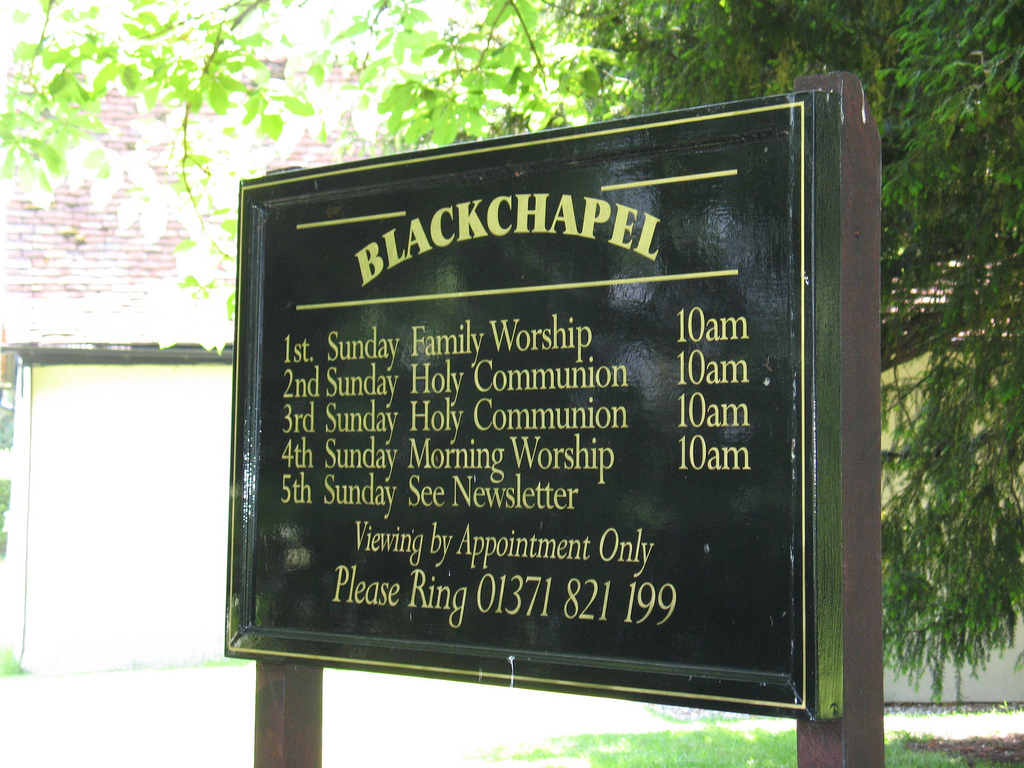 BLACKCHAPEL
1st. Sunday Family Worship 10am
2nd Sunday Holy Communion 10am
3rd Sunday Holy Communion 10am
4th Sunday Morning Worship 10am
5th Sunday See Newsletter
Viewing by Appointment Only
Please Ring 01371 821 199